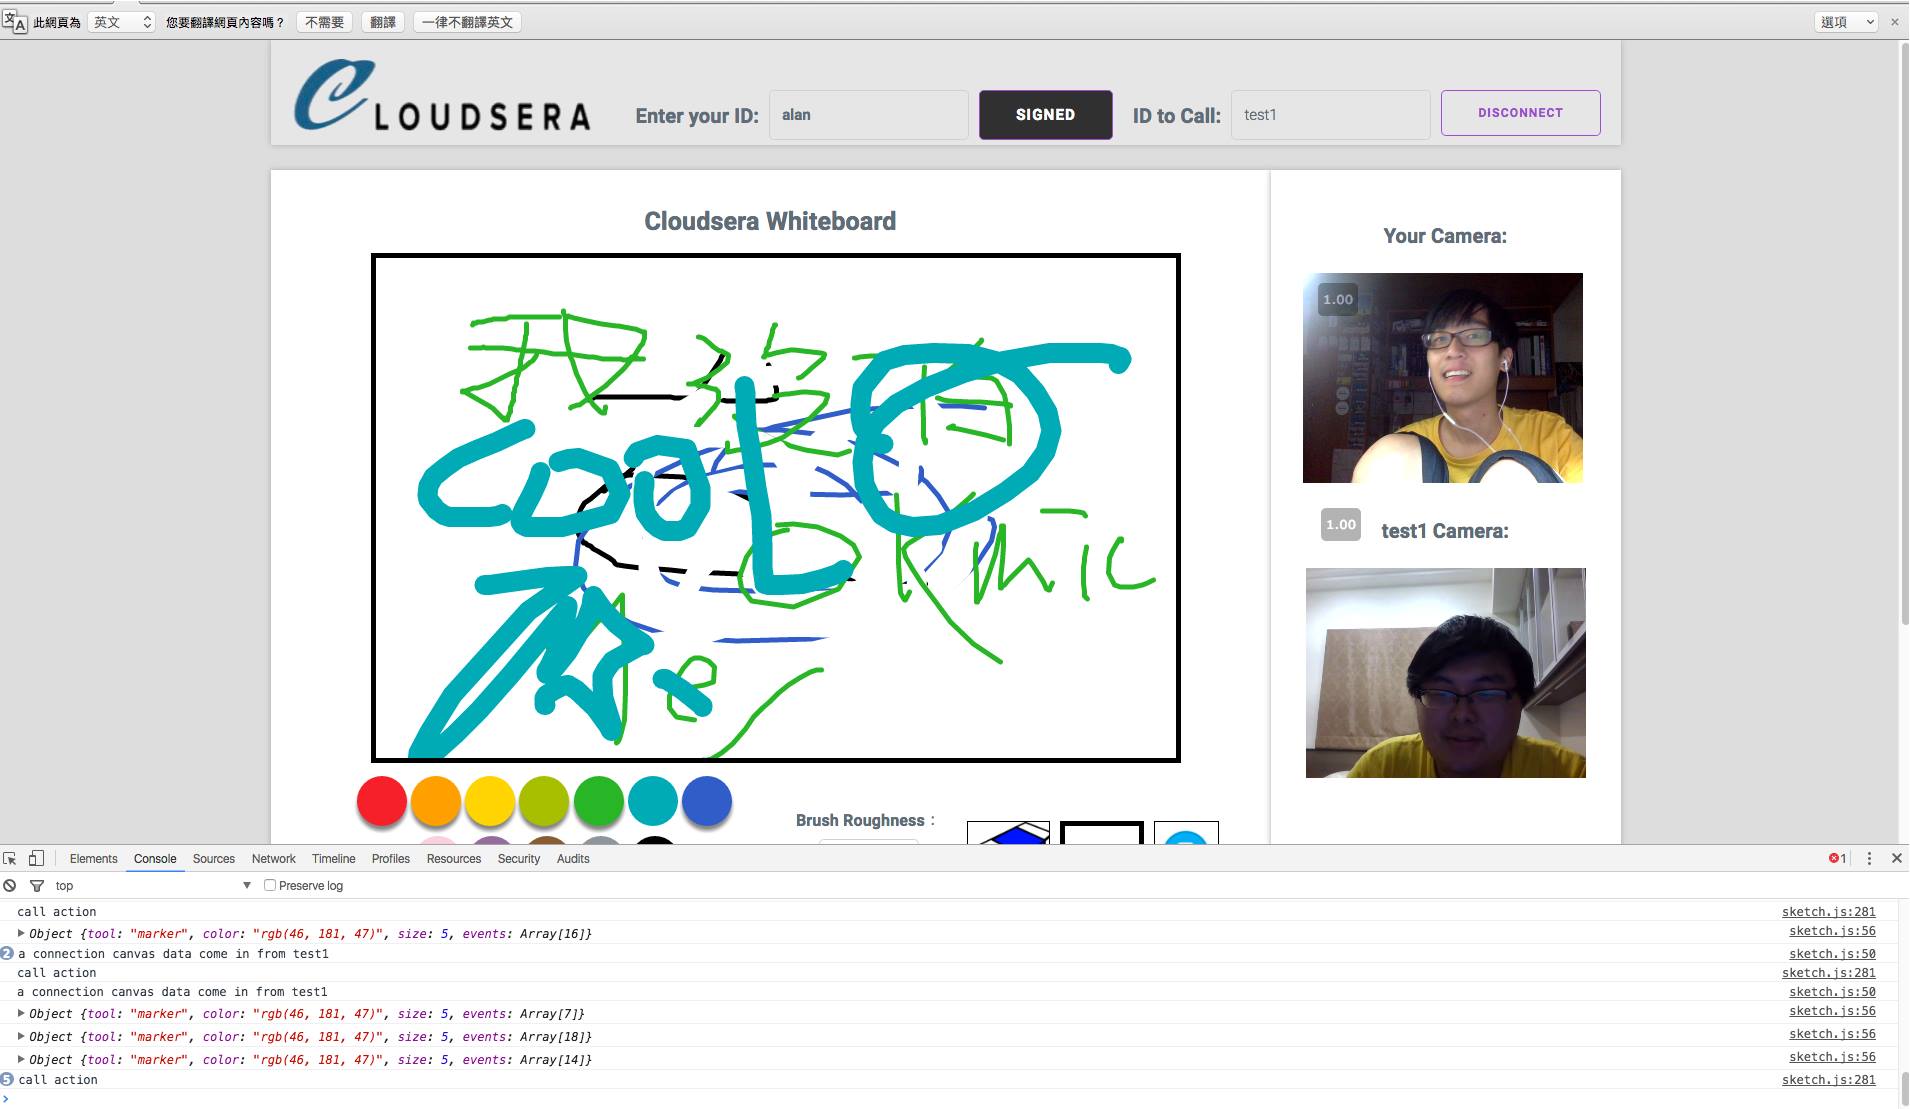 此網頁為 英文 您要翻譯網頁內容嗎？ 不需要 翻譯 一律不翻譯英文 選項
CLOUDSERA Enter your ID: alan SIGNED ID to Call: test1 DISCONNECT
Cloudsera Whiteboard
我
COOL
mic
Your Camera:
1.00
1.00 test1 Camera:
Brush Roughness :
Elements Console Sources Network Timeline Profiles Resources Security Audits 1
top Preserve log
call action sketch.js:281
Object {tool: "marker", color: "rgb(46, 181, 47)", size: 5, events: Array[16]} sketch.js:56
2 a connection canvas data come in from test1 sketch.js:50
call action sketch.js:281
a connection canvas data come in from test1 sketch.js:50
Object {tool: "marker", color: "rgb(46, 181, 47)", size: 5, events: Array[7]} sketch.js:56
Object {tool: "marker", color: "rgb(46, 181, 47)", size: 5, events: Array[18]} sketch.js:56
Object {tool: "marker", color: "rgb(46, 181, 47)", size: 5, events: Array[14]} sketch.js:56
5 call action sketch.js:281